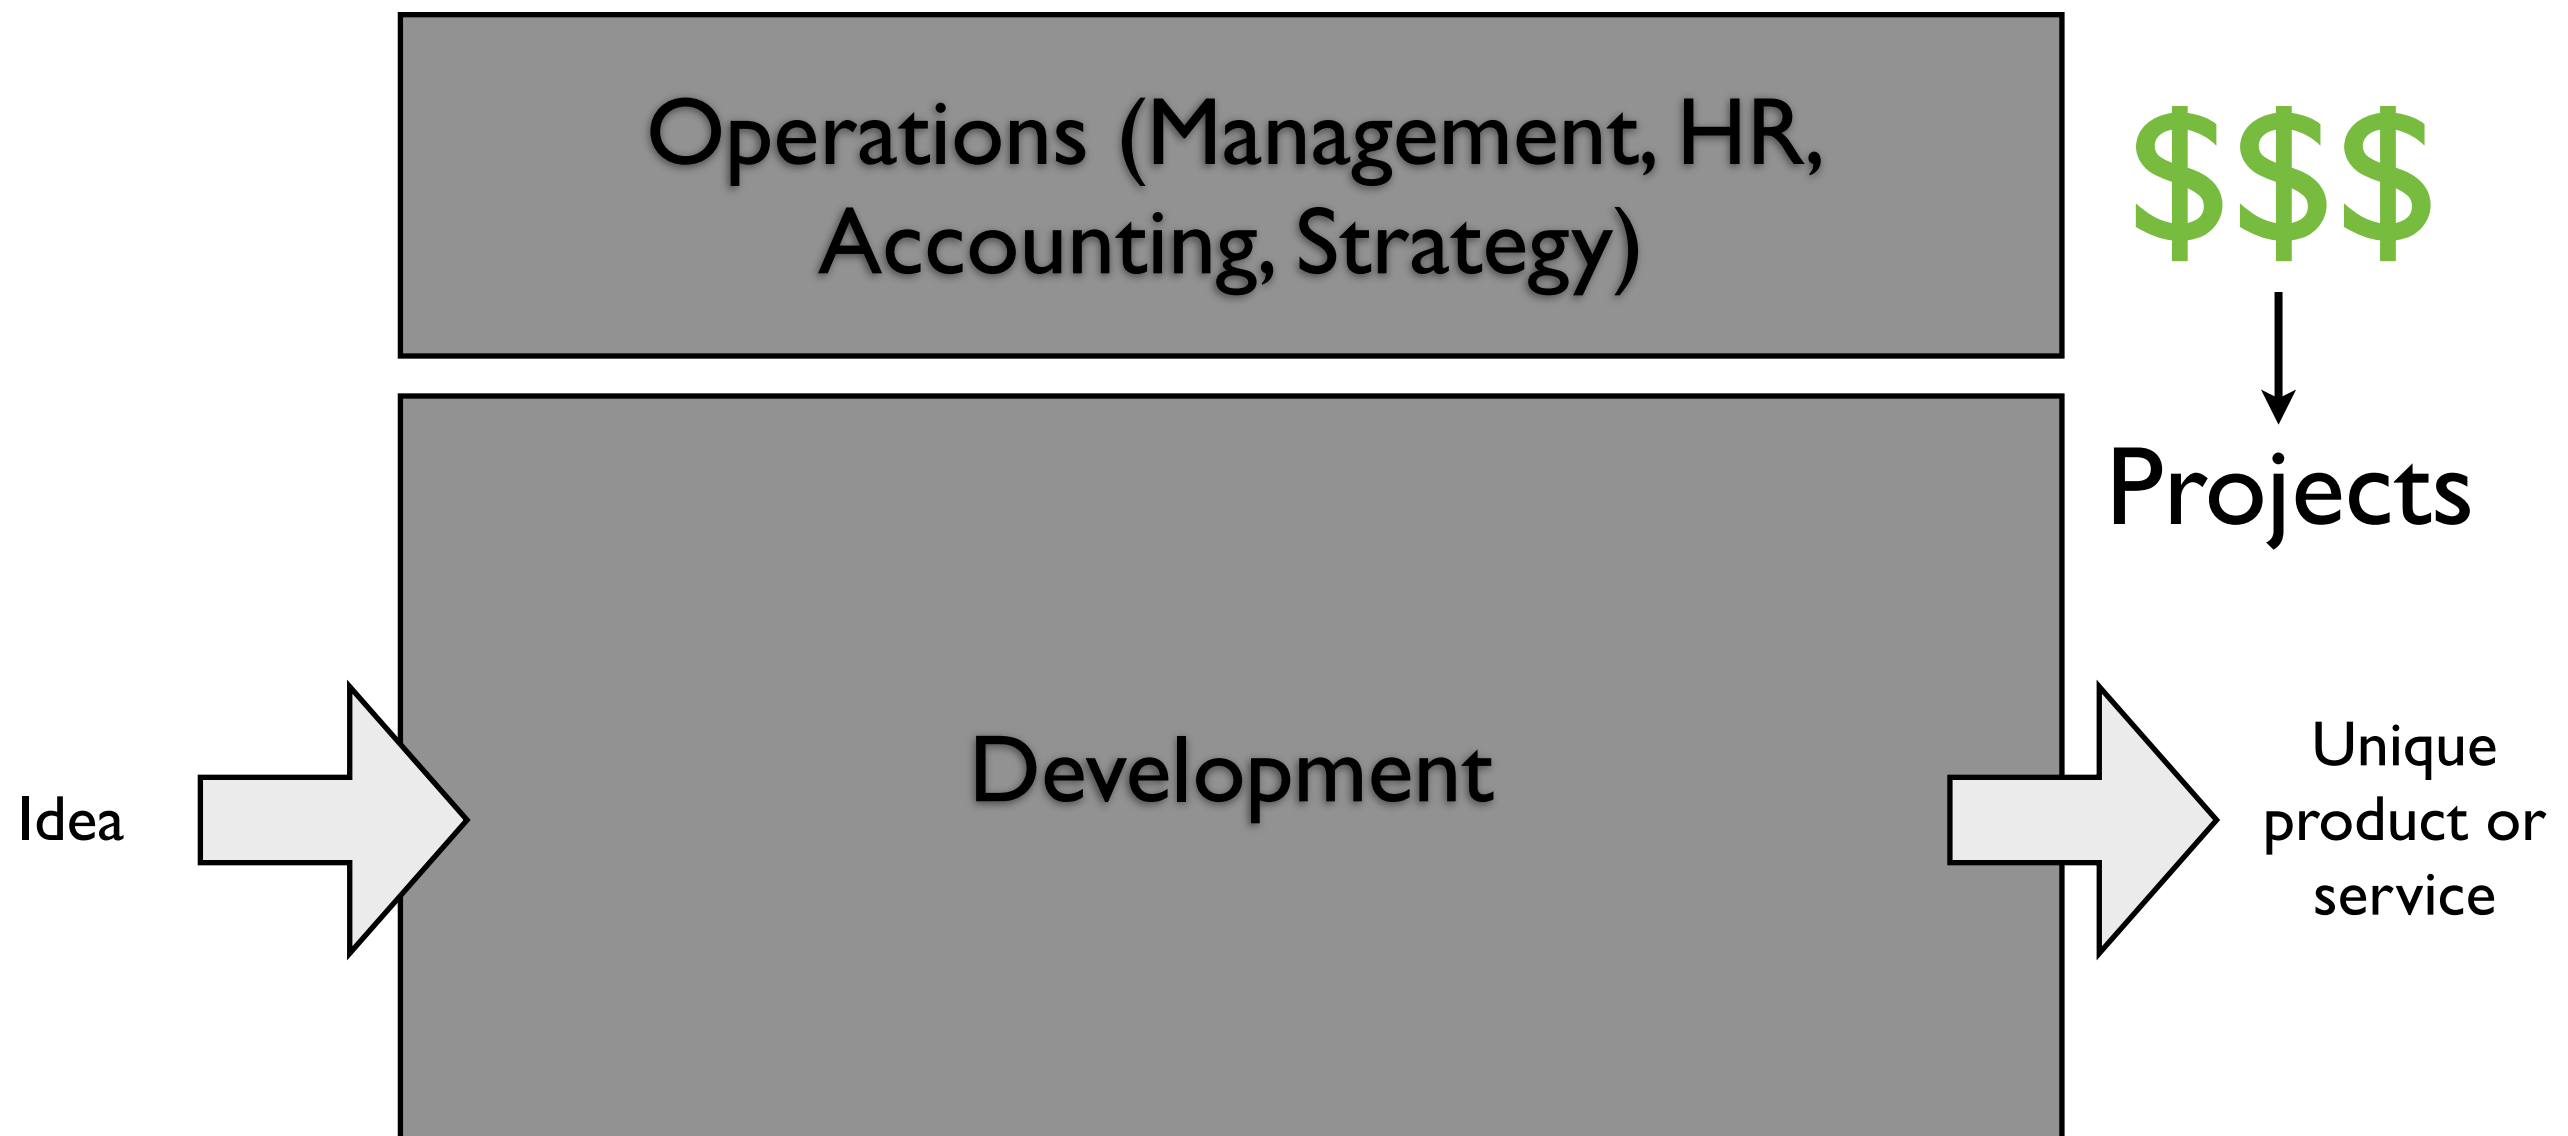 Operations (Management, HR,
Accounting, Strategy)
$$$
Projects
Idea
Development
Unique
product or
service